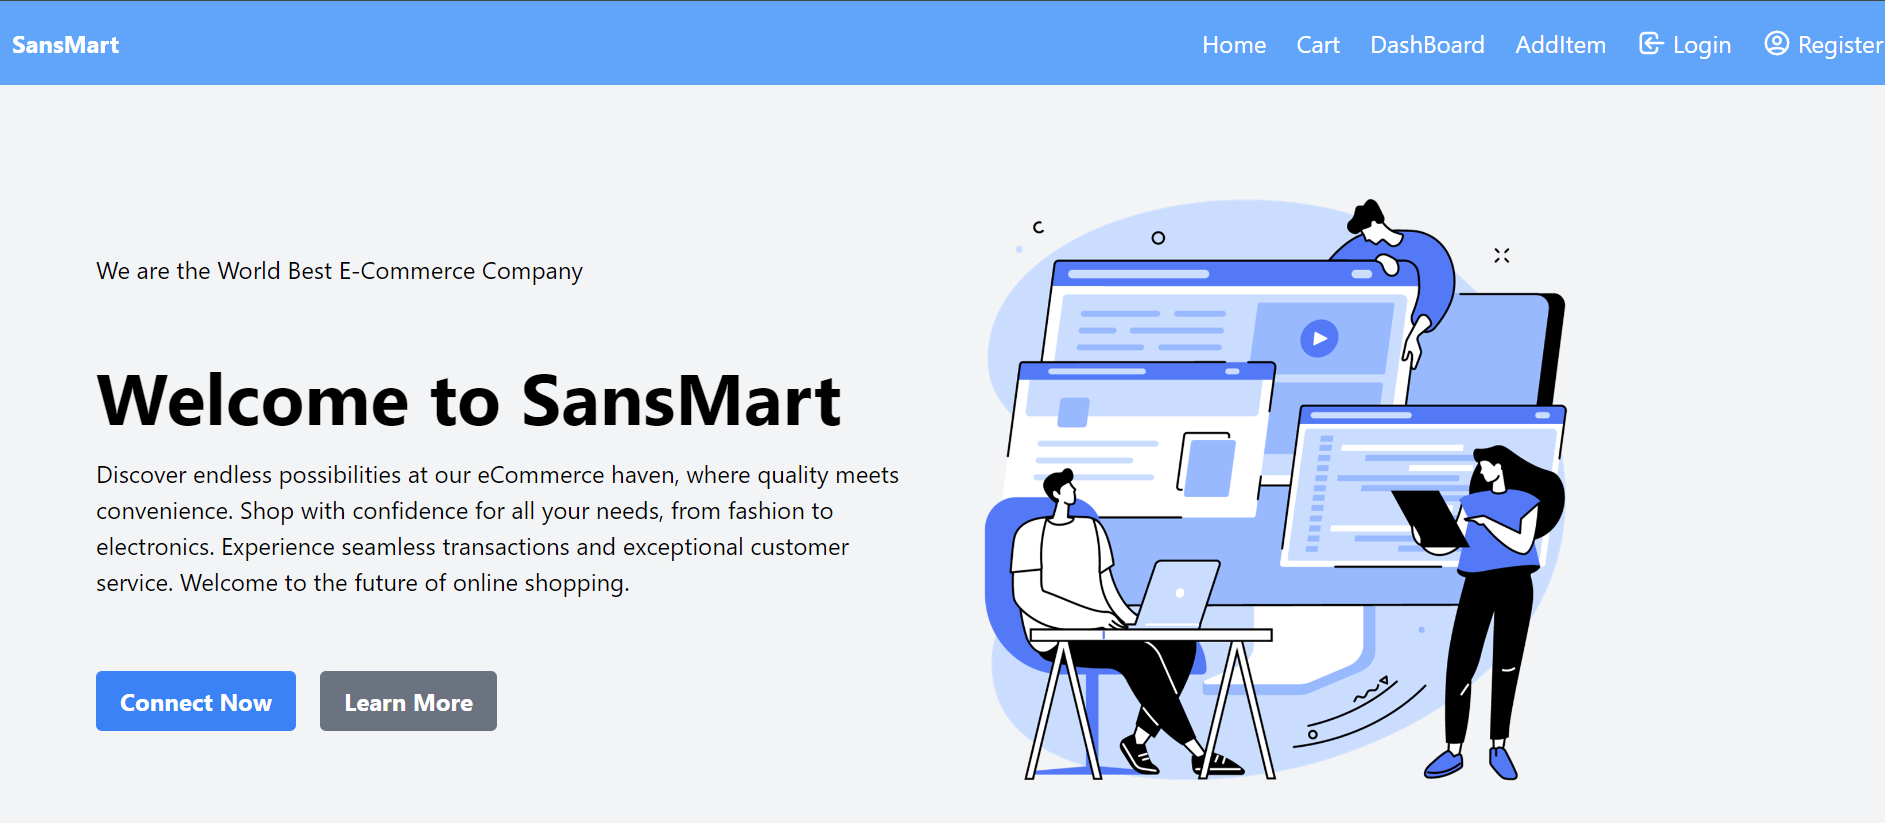 SansMart
Home Cart DashBoard AddItem Login Register
We are the World Best E-Commerce Company
Welcome to SansMart
Discover endless possibilities at our eCommerce haven, where quality meets
convenience. Shop with confidence for all your needs, from fashion to
electronics. Experience seamless transactions and exceptional customer
service. Welcome to the future of online shopping.
Connect Now
Learn More